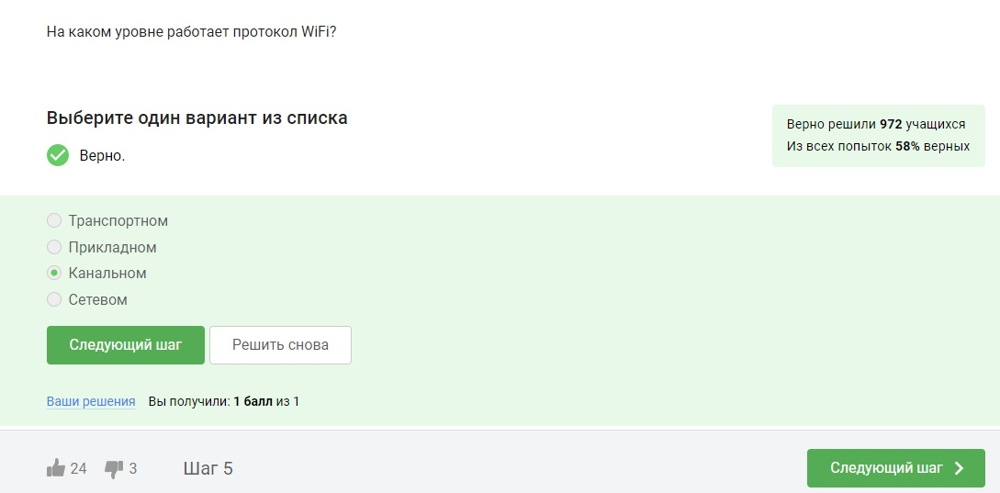 На каком уровне работает протокол WiFi?
Выберите один вариант из списка
Верно.
Верно решили 972 учащихся
Из всех попыток 58% верных
Транспортном
Прикладном
Канальном
Сетевом
Следующий шаг
Решить снова
Ваши решения Вы получили: 1 балл из 1
24 3 Шаг 5 Следующий шаг